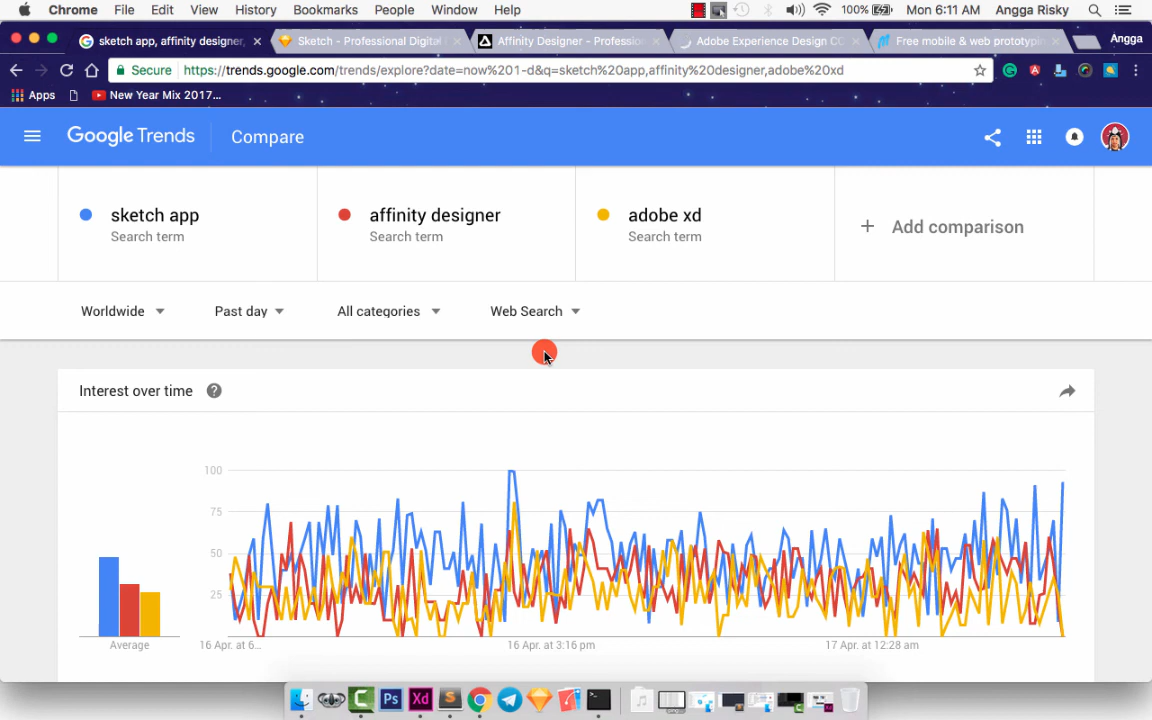 Chrome File Edit View History Bookmarks People Window Help 100% Mon 6:11 AM Angga Risky
sketch app, affinity designer, Sketch - Professional Digital Affinity Designer - Profession Adobe Experience Design CC Free mobile & web prototypin Angga
Secure https://trends.google.com/trends/explore?date=now%201-d&q=sketch%20app,affinity%20designer,adobe%20xd
Apps New Year Mix 2017...
Google Trends Compare
sketch app affinity designer adobe xd + Add comparison
Search term Search term Search term
Worldwide Past day All categories Web Search
Interest over time ?
100
75
50
25
Average 16 Apr. at 6... 16 Apr. at 3:16 pm 17 Apr. at 12:28 am
Ps Xd S